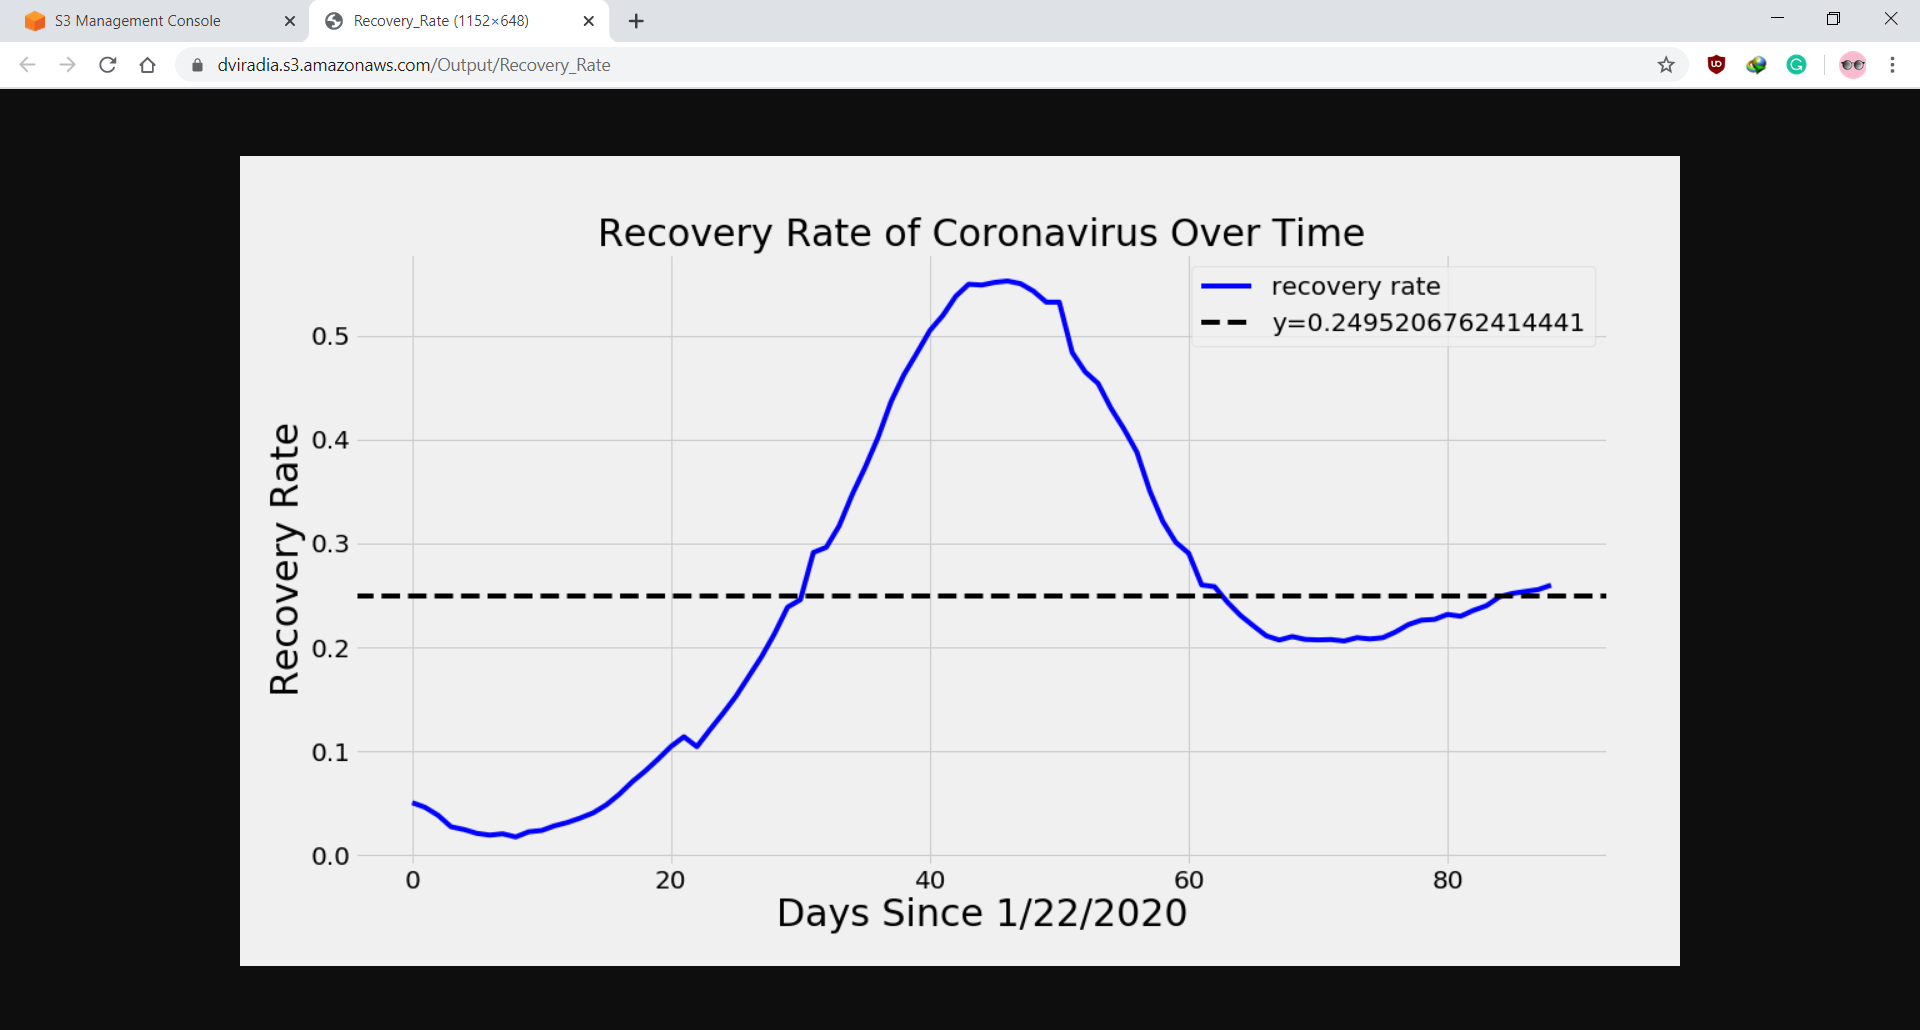 S3 Management Console
Recovery_Rate (1152×648)
dviradia.s3.amazonaws.com/Output/Recovery_Rate
Recovery Rate of Coronavirus Over Time
recovery rate
y=0.2495206762414441
0.5
0.4
0.3
0.2
0.1
0.0
Recovery Rate
0 20 40 60 80
Days Since 1/22/2020